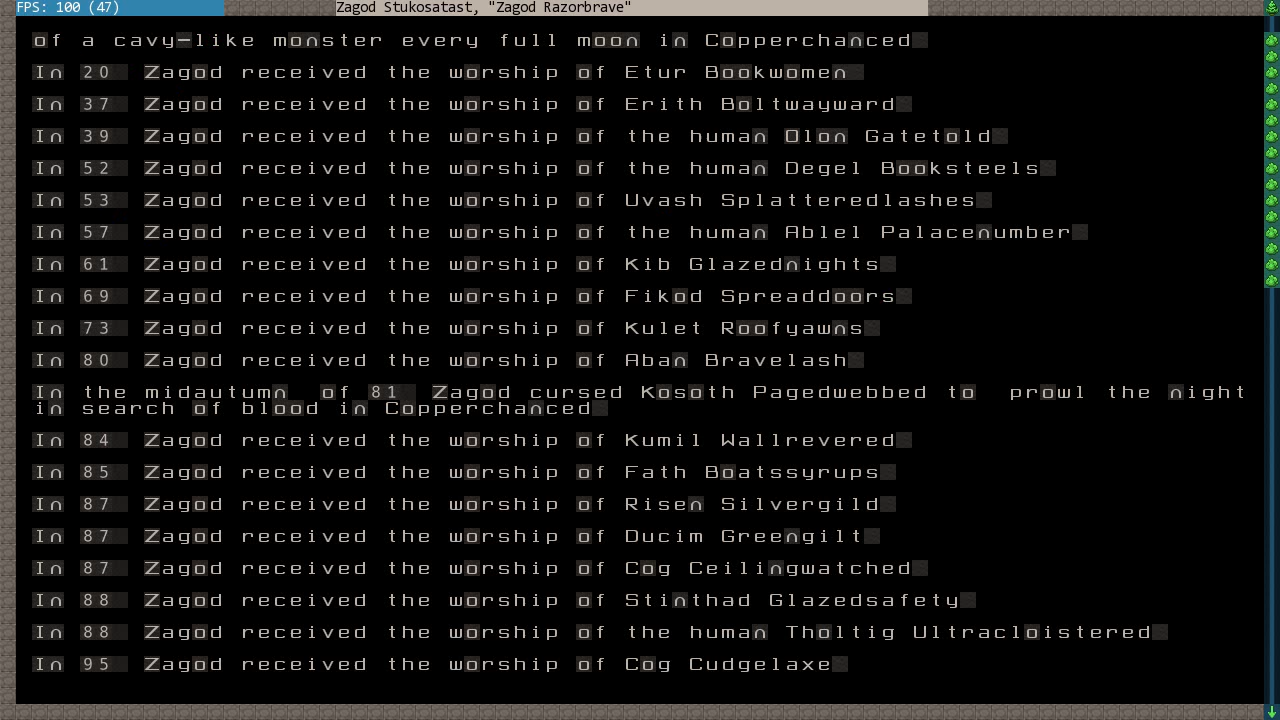 FPS: 100 (47) Zagod Stukosatast, "Zagod Razorbrave"
of a cavy-like monster every full moon in Copperchanced
In 20 Zagod received the worship of Etur Bookwomen
In 37 Zagod received the worship of Erith Boltwayward
In 39 Zagod received the worship of the human Olon Gatetold
In 52 Zagod received the worship of the human Degel Booksteels
In 53 Zagod received the worship of Uvash Splatteredlashes
In 57 Zagod received the worship of the human Ablel Palacenumber
In 61 Zagod received the worship of Kib Glazednights
In 69 Zagod received the worship of Fikod Spreaddoors
In 73 Zagod received the worship of Kulet Roofyawns
In 80 Zagod received the worship of Aban Bravelash
In the midautumn of 81 Zagod cursed Kosoth Pagedwebbed to prowl the night
in search of blood in Copperchanced
In 84 Zagod received the worship of Kumil Wallrevered
In 85 Zagod received the worship of Fath Boatssyrups
In 87 Zagod received the worship of Risen Silvergild
In 87 Zagod received the worship of Ducim Greengilt
In 87 Zagod received the worship of Cog Ceilingwatched
In 88 Zagod received the worship of Stinthad Glazedsafety
In 88 Zagod received the worship of the human Tholtig Ultracloistered
In 95 Zagod received the worship of Cog Cudgelaxe